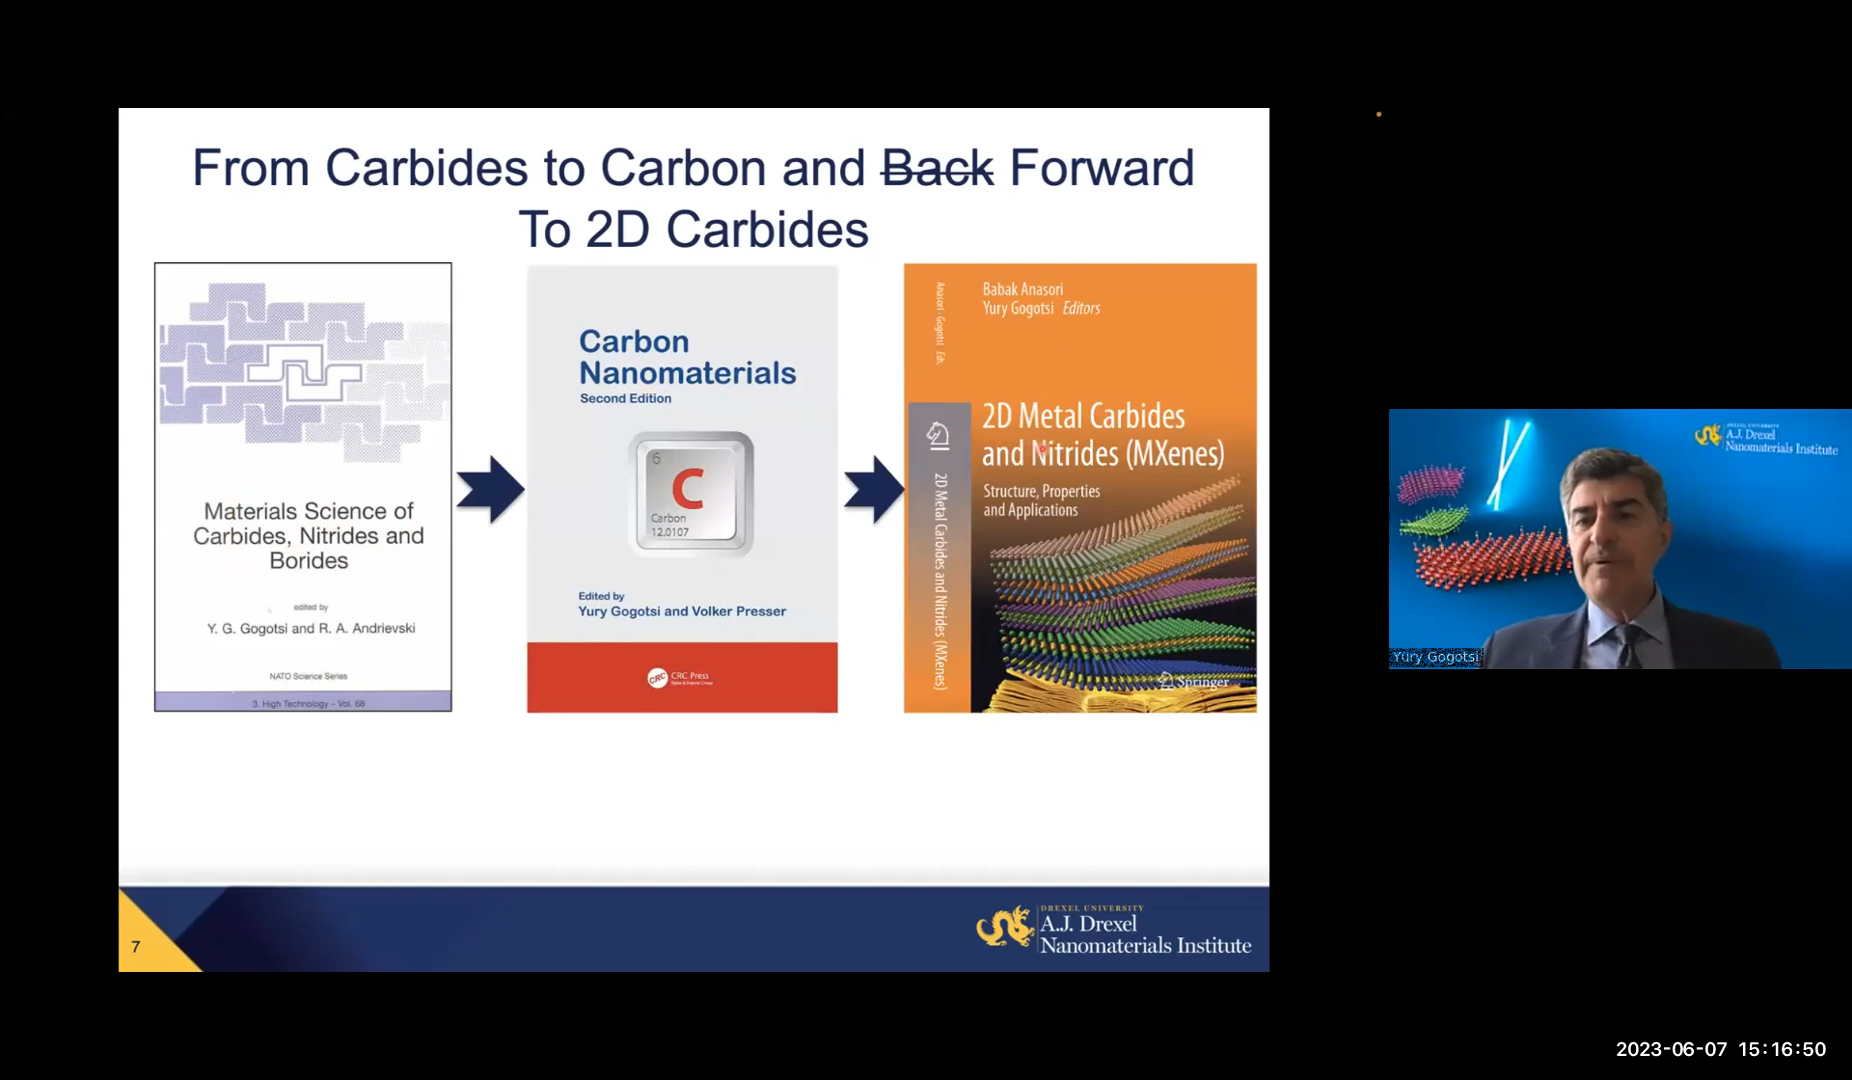 From Carbides to Carbon and Back Forward
To 2D Carbides
Materials Science of
Carbides, Nitrides and
Borides
edited by
Y. G. Gogotsi and R. A. Andrievski
NATO Science Series
3. High Technology – Vol. 68
Carbon
Nanomaterials
Second Edition
6
C
Carbon
12.0107
Edited by
Yury Gogotsi and Volker Presser
CRC
CRC Press
Taylor & Francis Group
Anasori · Gogotsi Eds.
2D Metal Carbides and Nitrides (MXenes)
Babak Anasori
Yury Gogotsi Editors
2D Metal Carbides
and Nitrides (MXenes)
Structure, Properties
and Applications
Springer
7
DREXEL UNIVERSITY
A.J. Drexel
Nanomaterials Institute
DREXEL UNIVERSITY
A.J. Drexel
Nanomaterials Institute
Yury Gogotsi
2023-06-07 15:16:50